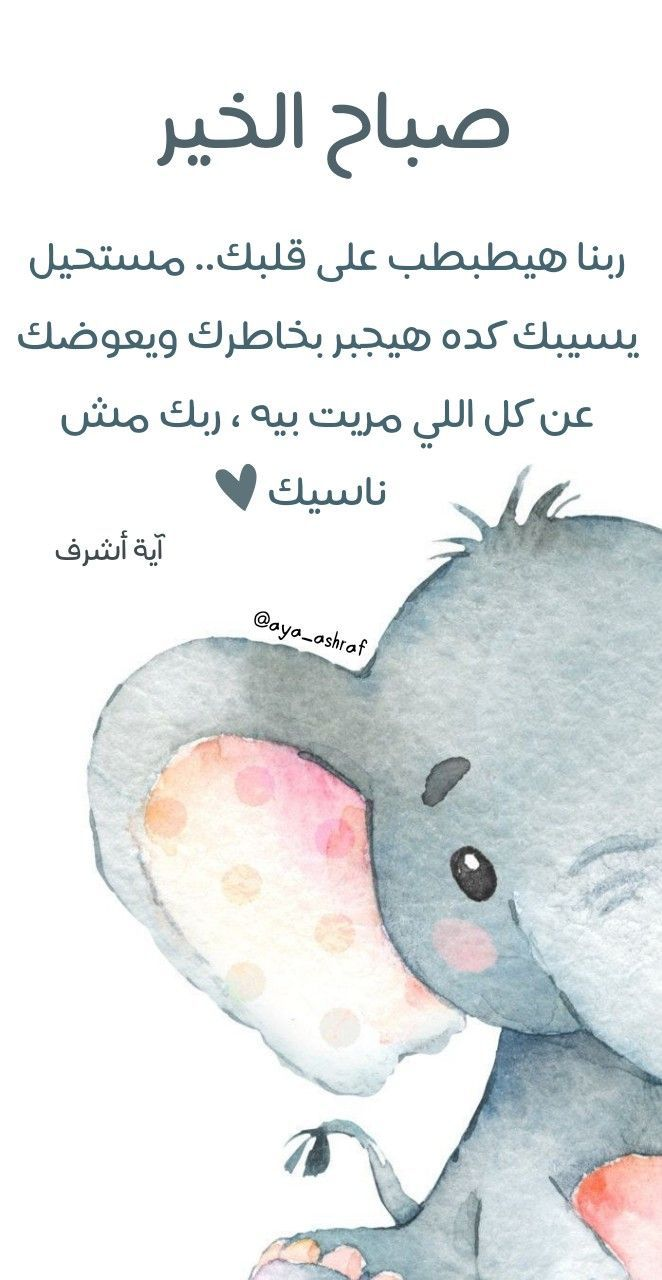 صباح الخير
ربنا هيطبطب على قلبك.. مستحيل
يسيبك كده هيجبر بخاطرك ويعوضك
عن كل اللي مريت بيه ، ربك مش
ناسيك
آية أشرف
@aya_ashraf